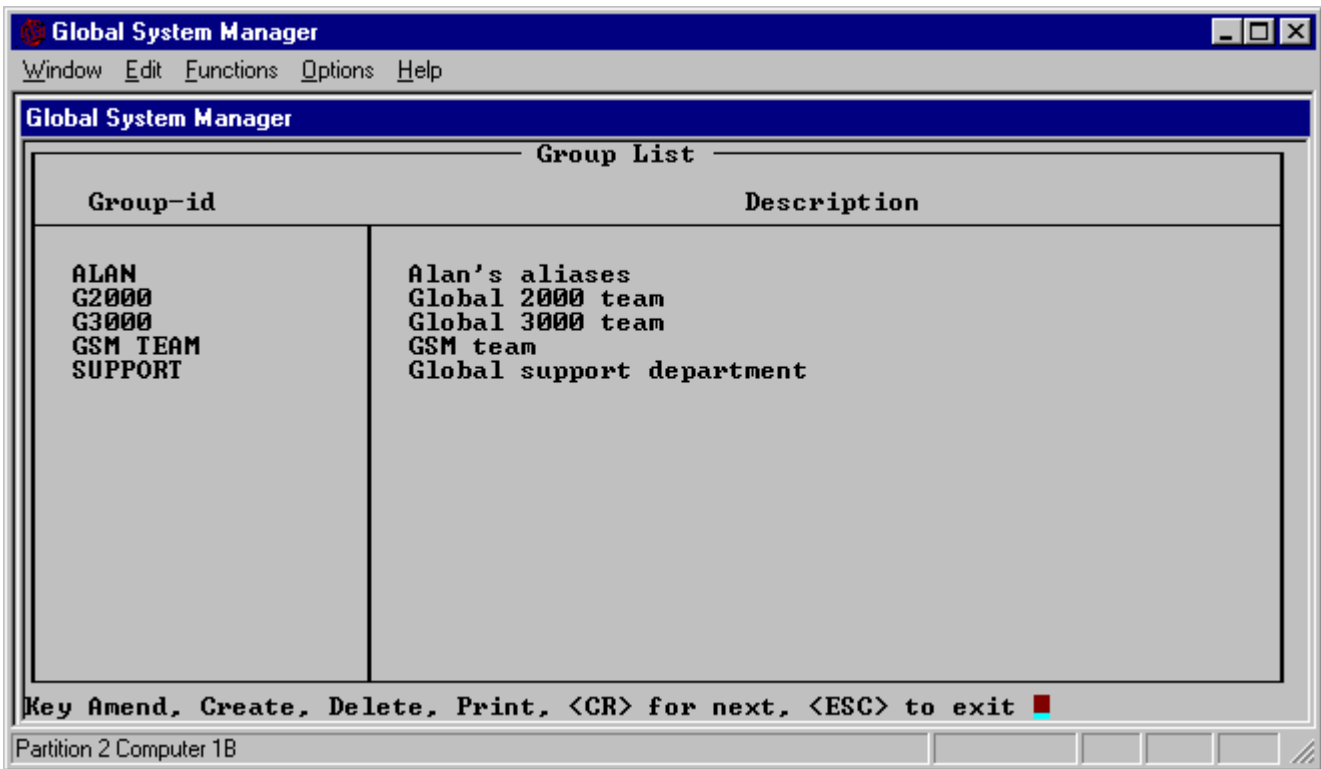 Global System Manager
Window Edit Functions Options Help
Global System Manager
Group List
Group-id Description
ALAN Alan's aliases
G2000 Global 2000 team
G3000 Global 3000 team
GSM TEAM GSM team
SUPPORT Global support department
Key Amend, Create, Delete, Print, <CR> for next, <ESC> to exit
Partition 2 Computer 1B